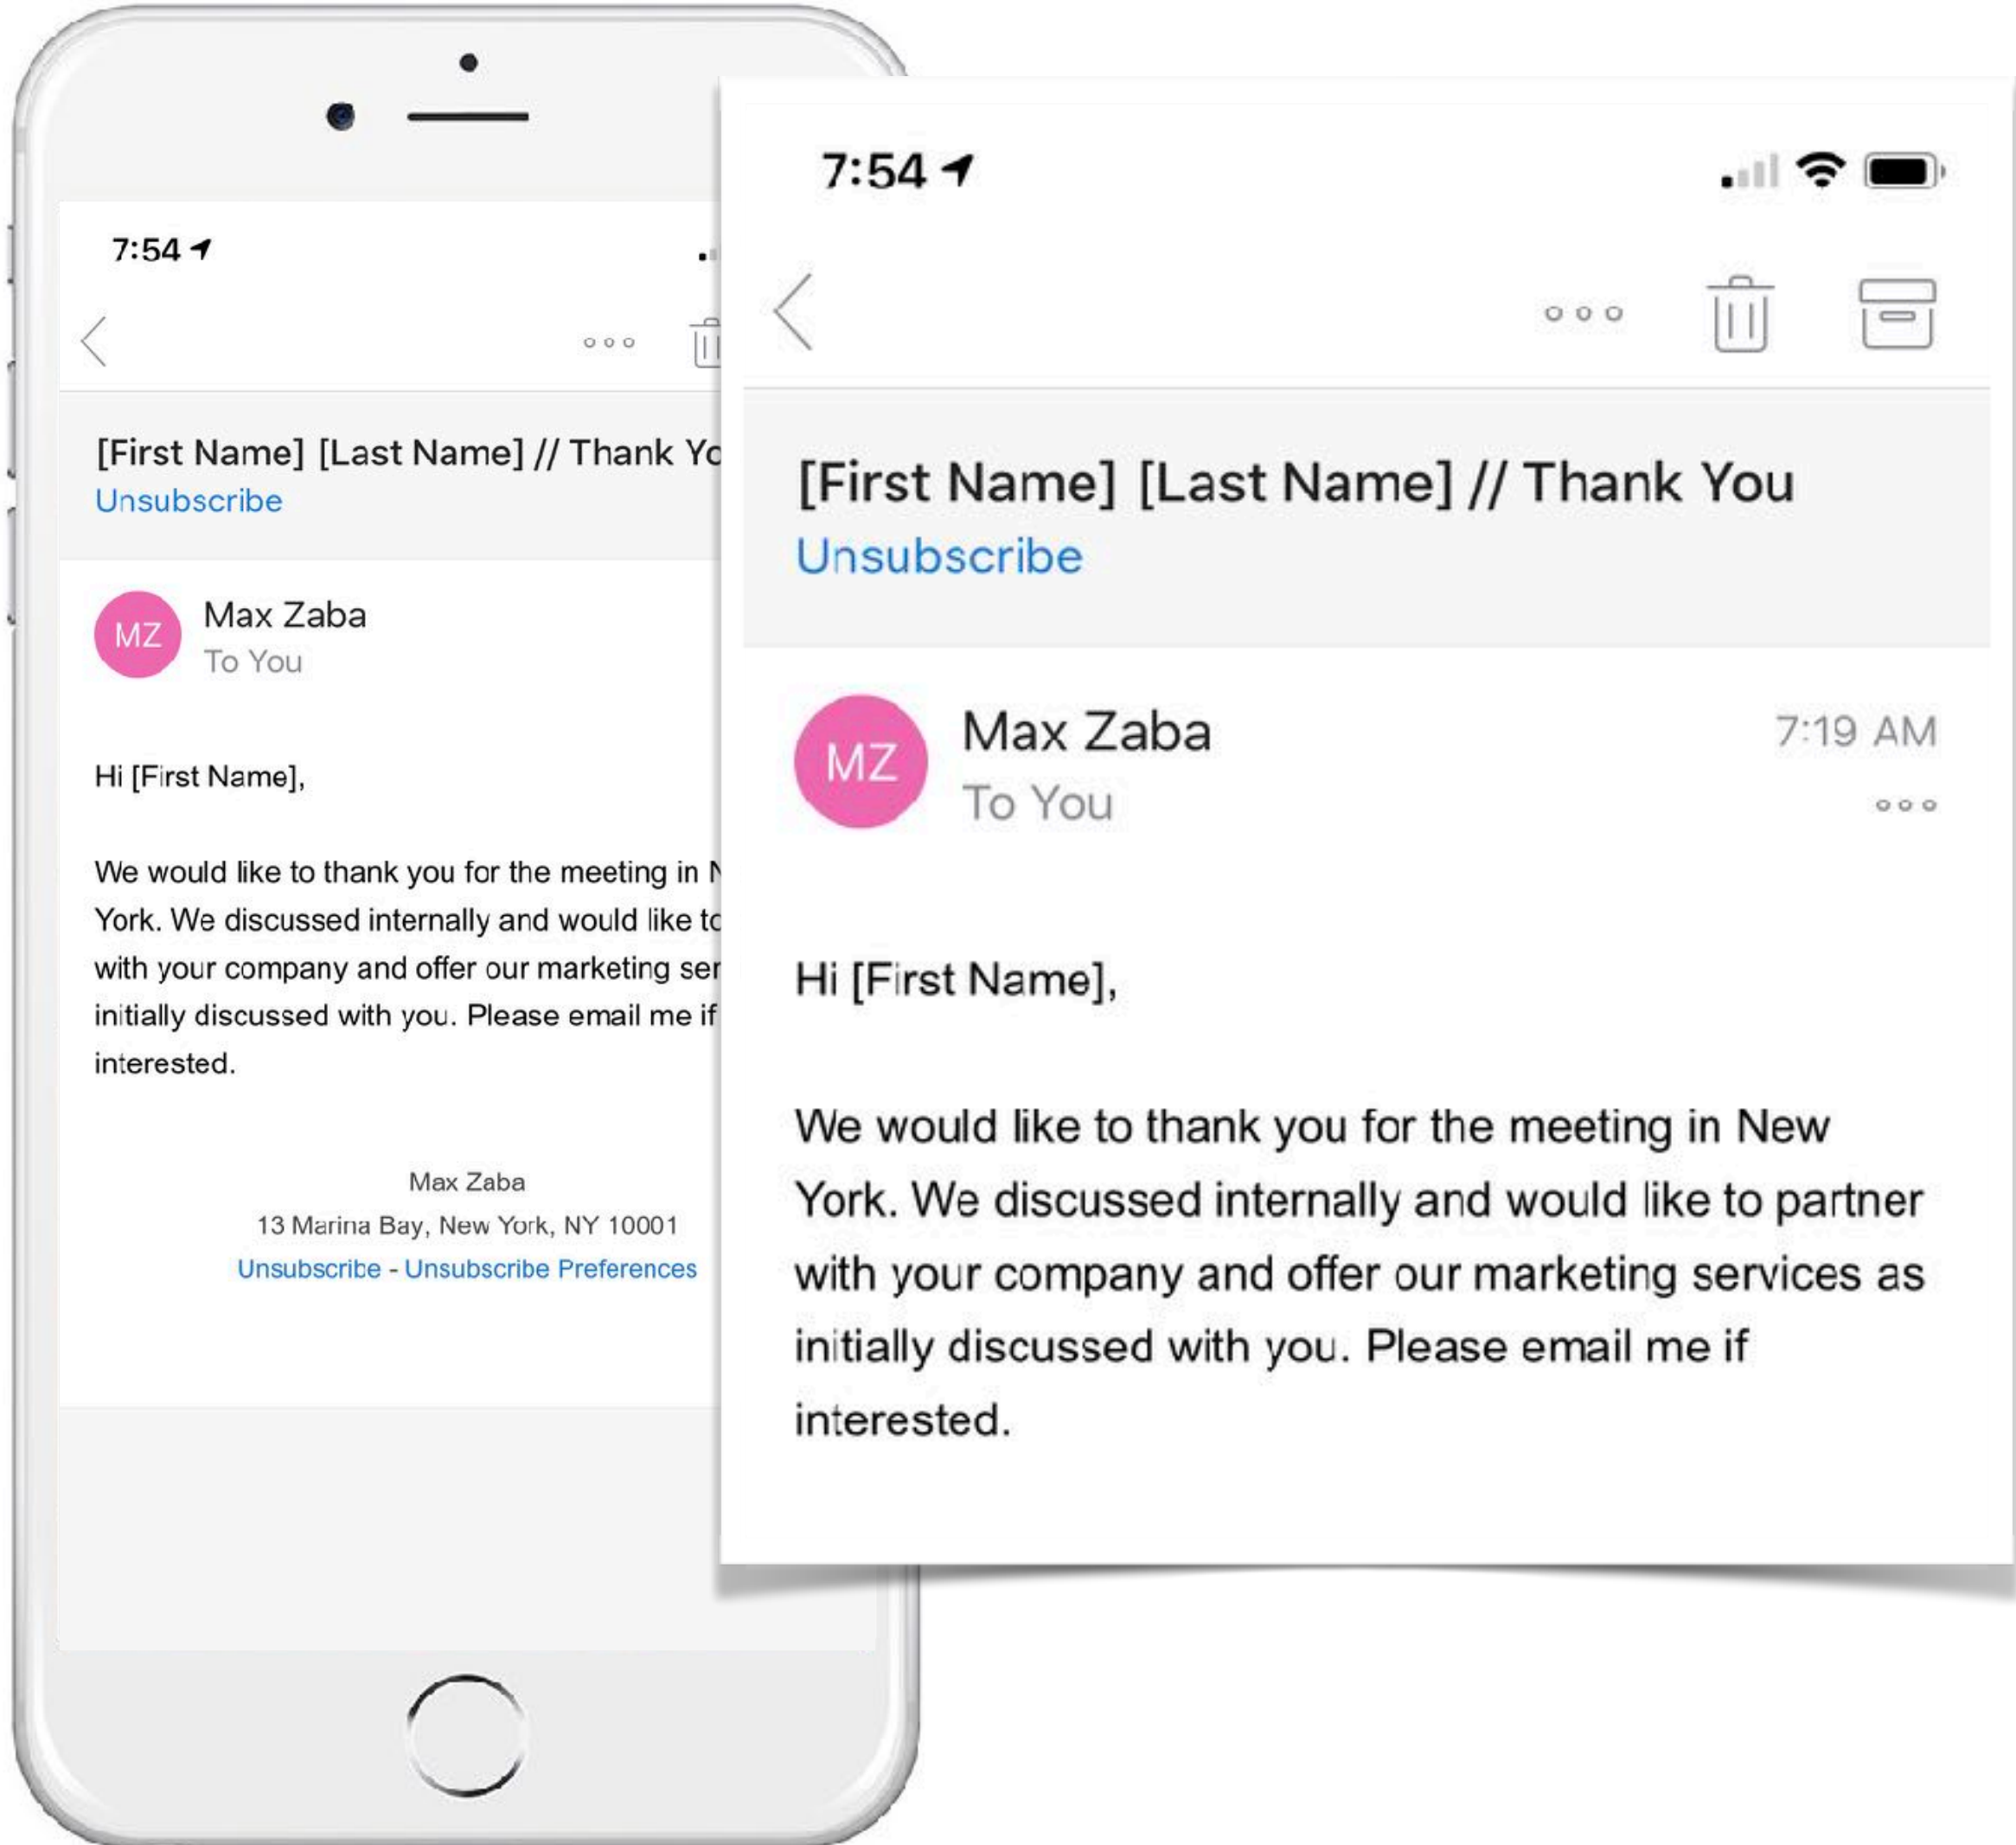 7:54
[First Name] [Last Name] // Thank Yo
Unsubscribe
MZ
Max Zaba
To You
Hi [First Name],
We would like to thank you for the meeting in N
York. We discussed internally and would like to
with your company and offer our marketing ser
initially discussed with you. Please email me if
interested.
Max Zaba
13 Marina Bay, New York, NY 10001
Unsubscribe - Unsubscribe Preferences
7:54
[First Name] [Last Name] // Thank You
Unsubscribe
MZ
Max Zaba
7:19 AM
To You
Hi [First Name],
We would like to thank you for the meeting in New
York. We discussed internally and would like to partner
with your company and offer our marketing services as
initially discussed with you. Please email me if
interested.